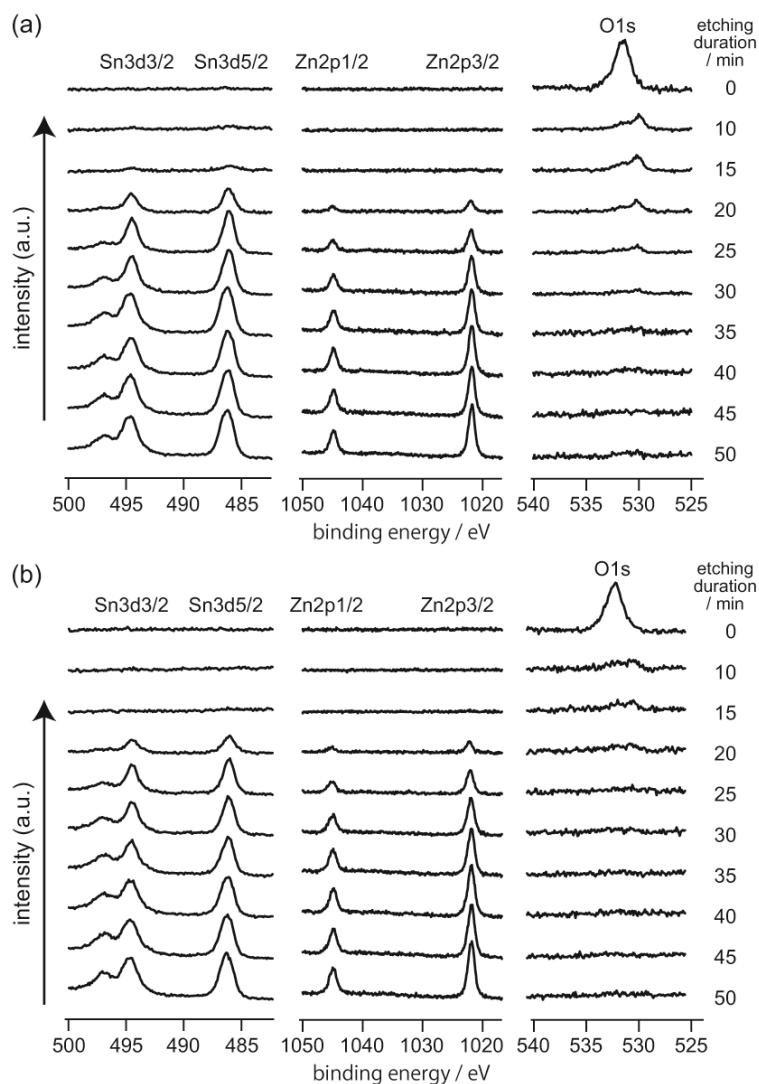 (a)
O1s
etching
duration
/ min
Sn3d3/2 Sn3d5/2 Zn2p1/2 Zn2p3/2
0
10
15
20
25
30
35
40
45
50
intensity (a.u.)
500 495 490 485 1050 1040 1030 1020 540 535 530 525
binding energy / eV
(b)
O1s
etching
duration
/ min
Sn3d3/2 Sn3d5/2 Zn2p1/2 Zn2p3/2
0
10
15
20
25
30
35
40
45
50
intensity (a.u.)
500 495 490 485 1050 1040 1030 1020 540 535 530 525
binding energy / eV